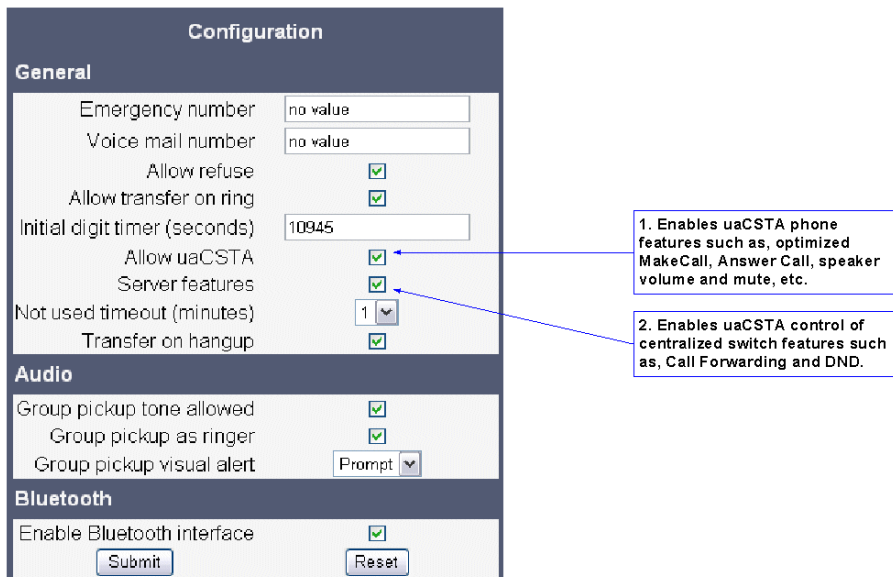 Configuration
General
Emergency number no value
Voice mail number no value
Allow refuse
Allow transfer on ring
Initial digit timer (seconds) 10945
Allow uaCSTA
Server features
Not used timeout (minutes) 1
Transfer on hangup
Audio
Group pickup tone allowed
Group pickup as ringer
Group pickup visual alert Prompt
Bluetooth
Enable Bluetooth interface
Submit Reset
1. Enables uaCSTA phone
features such as, optimized
MakeCall, Answer Call, speaker
volume and mute, etc.
2. Enables uaCSTA control of
centralized switch features such
as, Call Forwarding and DND.